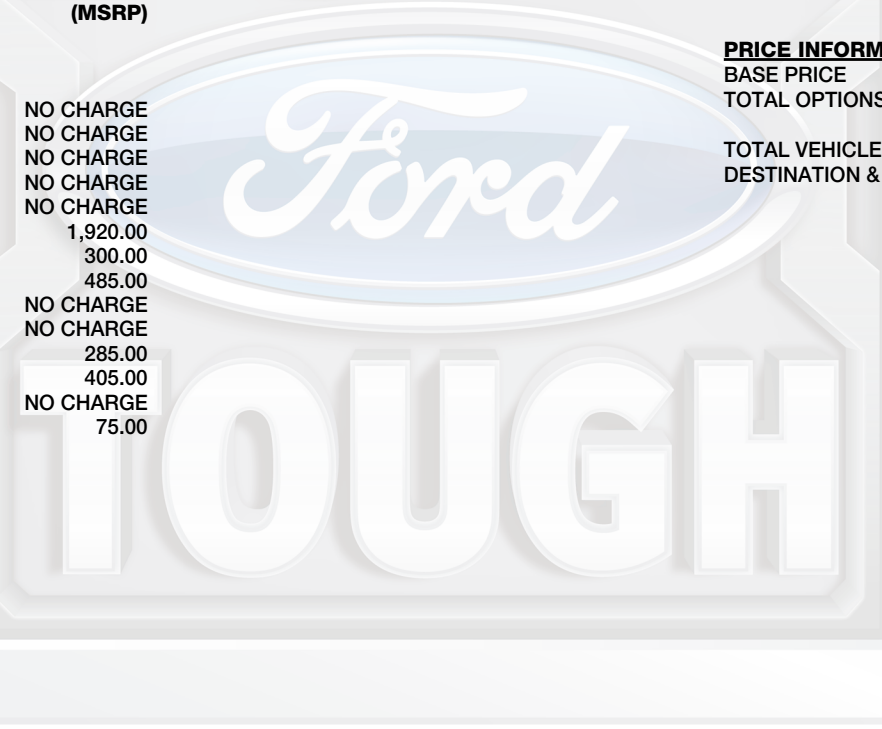 (MSRP)
NO CHARGE
NO CHARGE
NO CHARGE
NO CHARGE
NO CHARGE
1,920.00
300.00
485.00
NO CHARGE
NO CHARGE
285.00
405.00
NO CHARGE
75.00
PRICE INFORM
BASE PRICE
TOTAL OPTIONS
TOTAL VEHICLE
DESTINATION &
Ford
TOUGH